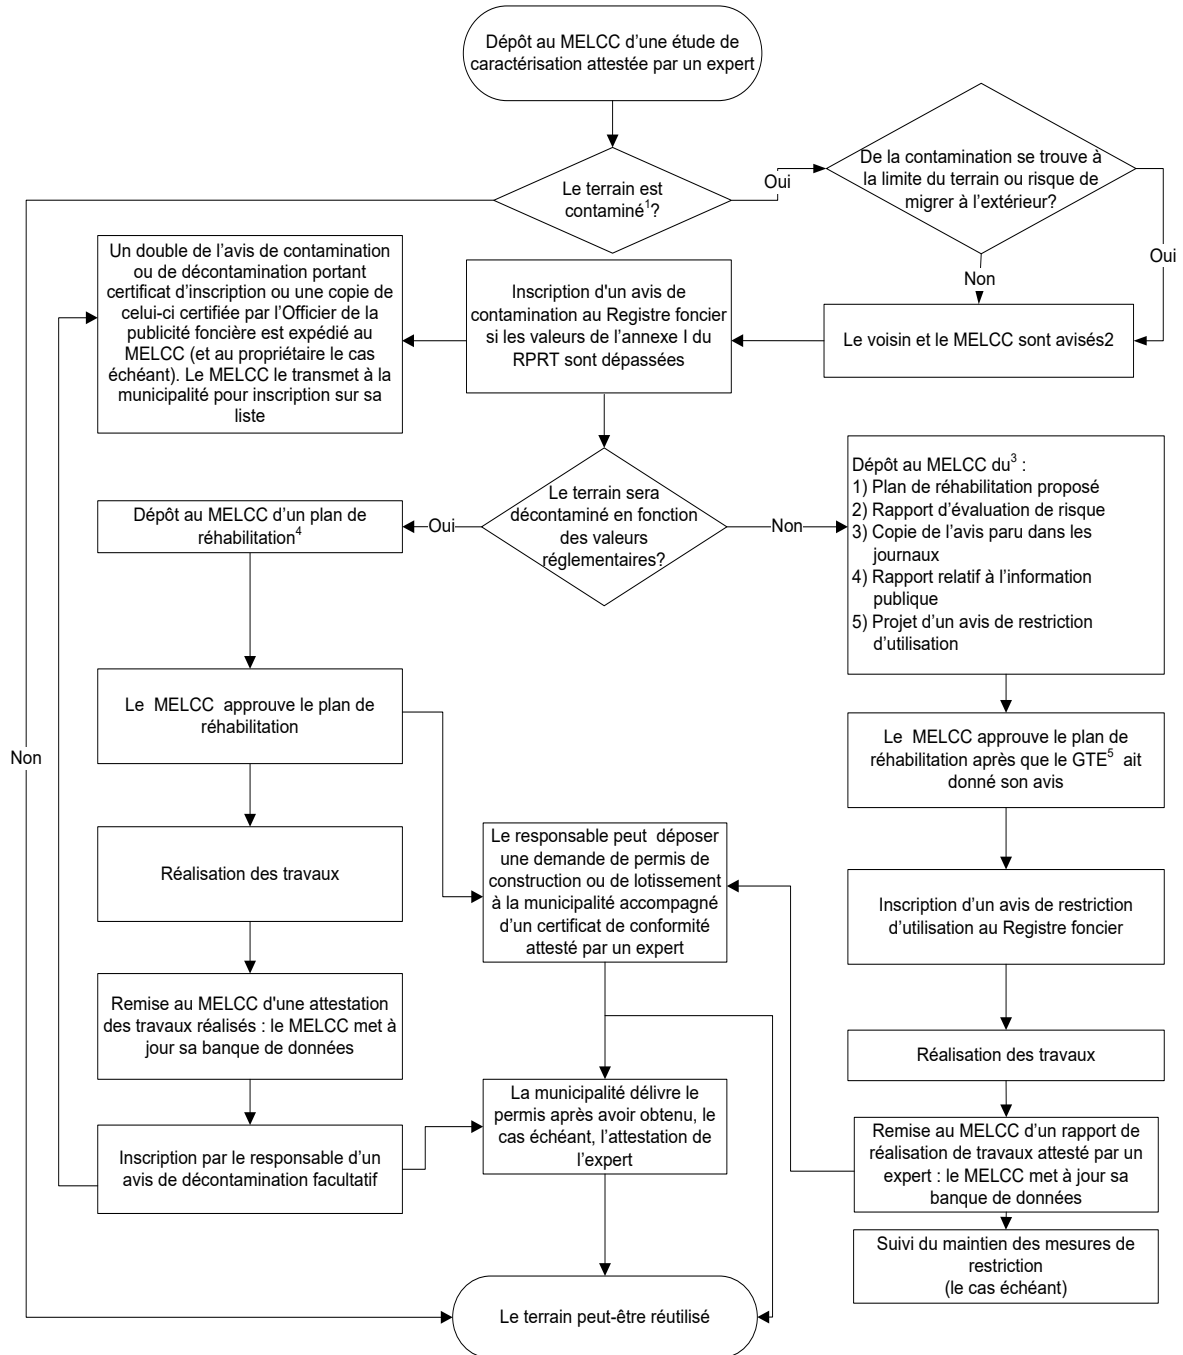 Dépôt au MELCC d'une étude de
caractérisation attestée par un expert
Le terrain est
contaminé¹?
Oui
De la contamination se trouve à
la limite du terrain ou risque de
migrer à l'extérieur?
Oui
Non
Le voisin et le MELCC sont avisés2
Inscription d'un avis de
contamination au Registre foncier
si les valeurs de l'annexe I du
RPRT sont dépassées
Un double de l'avis de contamination
ou de décontamination portant
certificat d'inscription ou une copie de
celui-ci certifiée par l'Officier de la
publicité foncière est expédié au
MELCC (et au propriétaire le cas
échéant). Le MELCC le transmet à la
municipalité pour inscription sur sa
liste
Le terrain sera
décontaminé en fonction
des valeurs
réglementaires?
Oui
Non
Dépôt au MELCC d'un plan de
réhabilitation⁴
Dépôt au MELCC du³ :
1) Plan de réhabilitation proposé
2) Rapport d'évaluation de risque
3) Copie de l'avis paru dans les
journaux
4) Rapport relatif à l'information
publique
5) Projet d'un avis de restriction
d'utilisation
Le MELCC approuve le plan de
réhabilitation
Le MELCC approuve le plan de
réhabilitation après que le GTE⁵ ait
donné son avis
Non
Réalisation des travaux
Le responsable peut déposer
une demande de permis de
construction ou de lotissement
à la municipalité accompagné
d'un certificat de conformité
attesté par un expert
Inscription d'un avis de restriction
d'utilisation au Registre foncier
Remise au MELCC d'une attestation
des travaux réalisés : le MELCC met à
jour sa banque de données
Réalisation des travaux
La municipalité délivre le
permis après avoir obtenu, le
cas échéant, l'attestation de
l'expert
Inscription par le responsable d'un
avis de décontamination facultatif
Remise au MELCC d'un rapport de
réalisation de travaux attesté par un
expert : le MELCC met à jour sa
banque de données
Suivi du maintien des mesures de
restriction
(le cas échéant)
Le terrain peut-être réutilisé